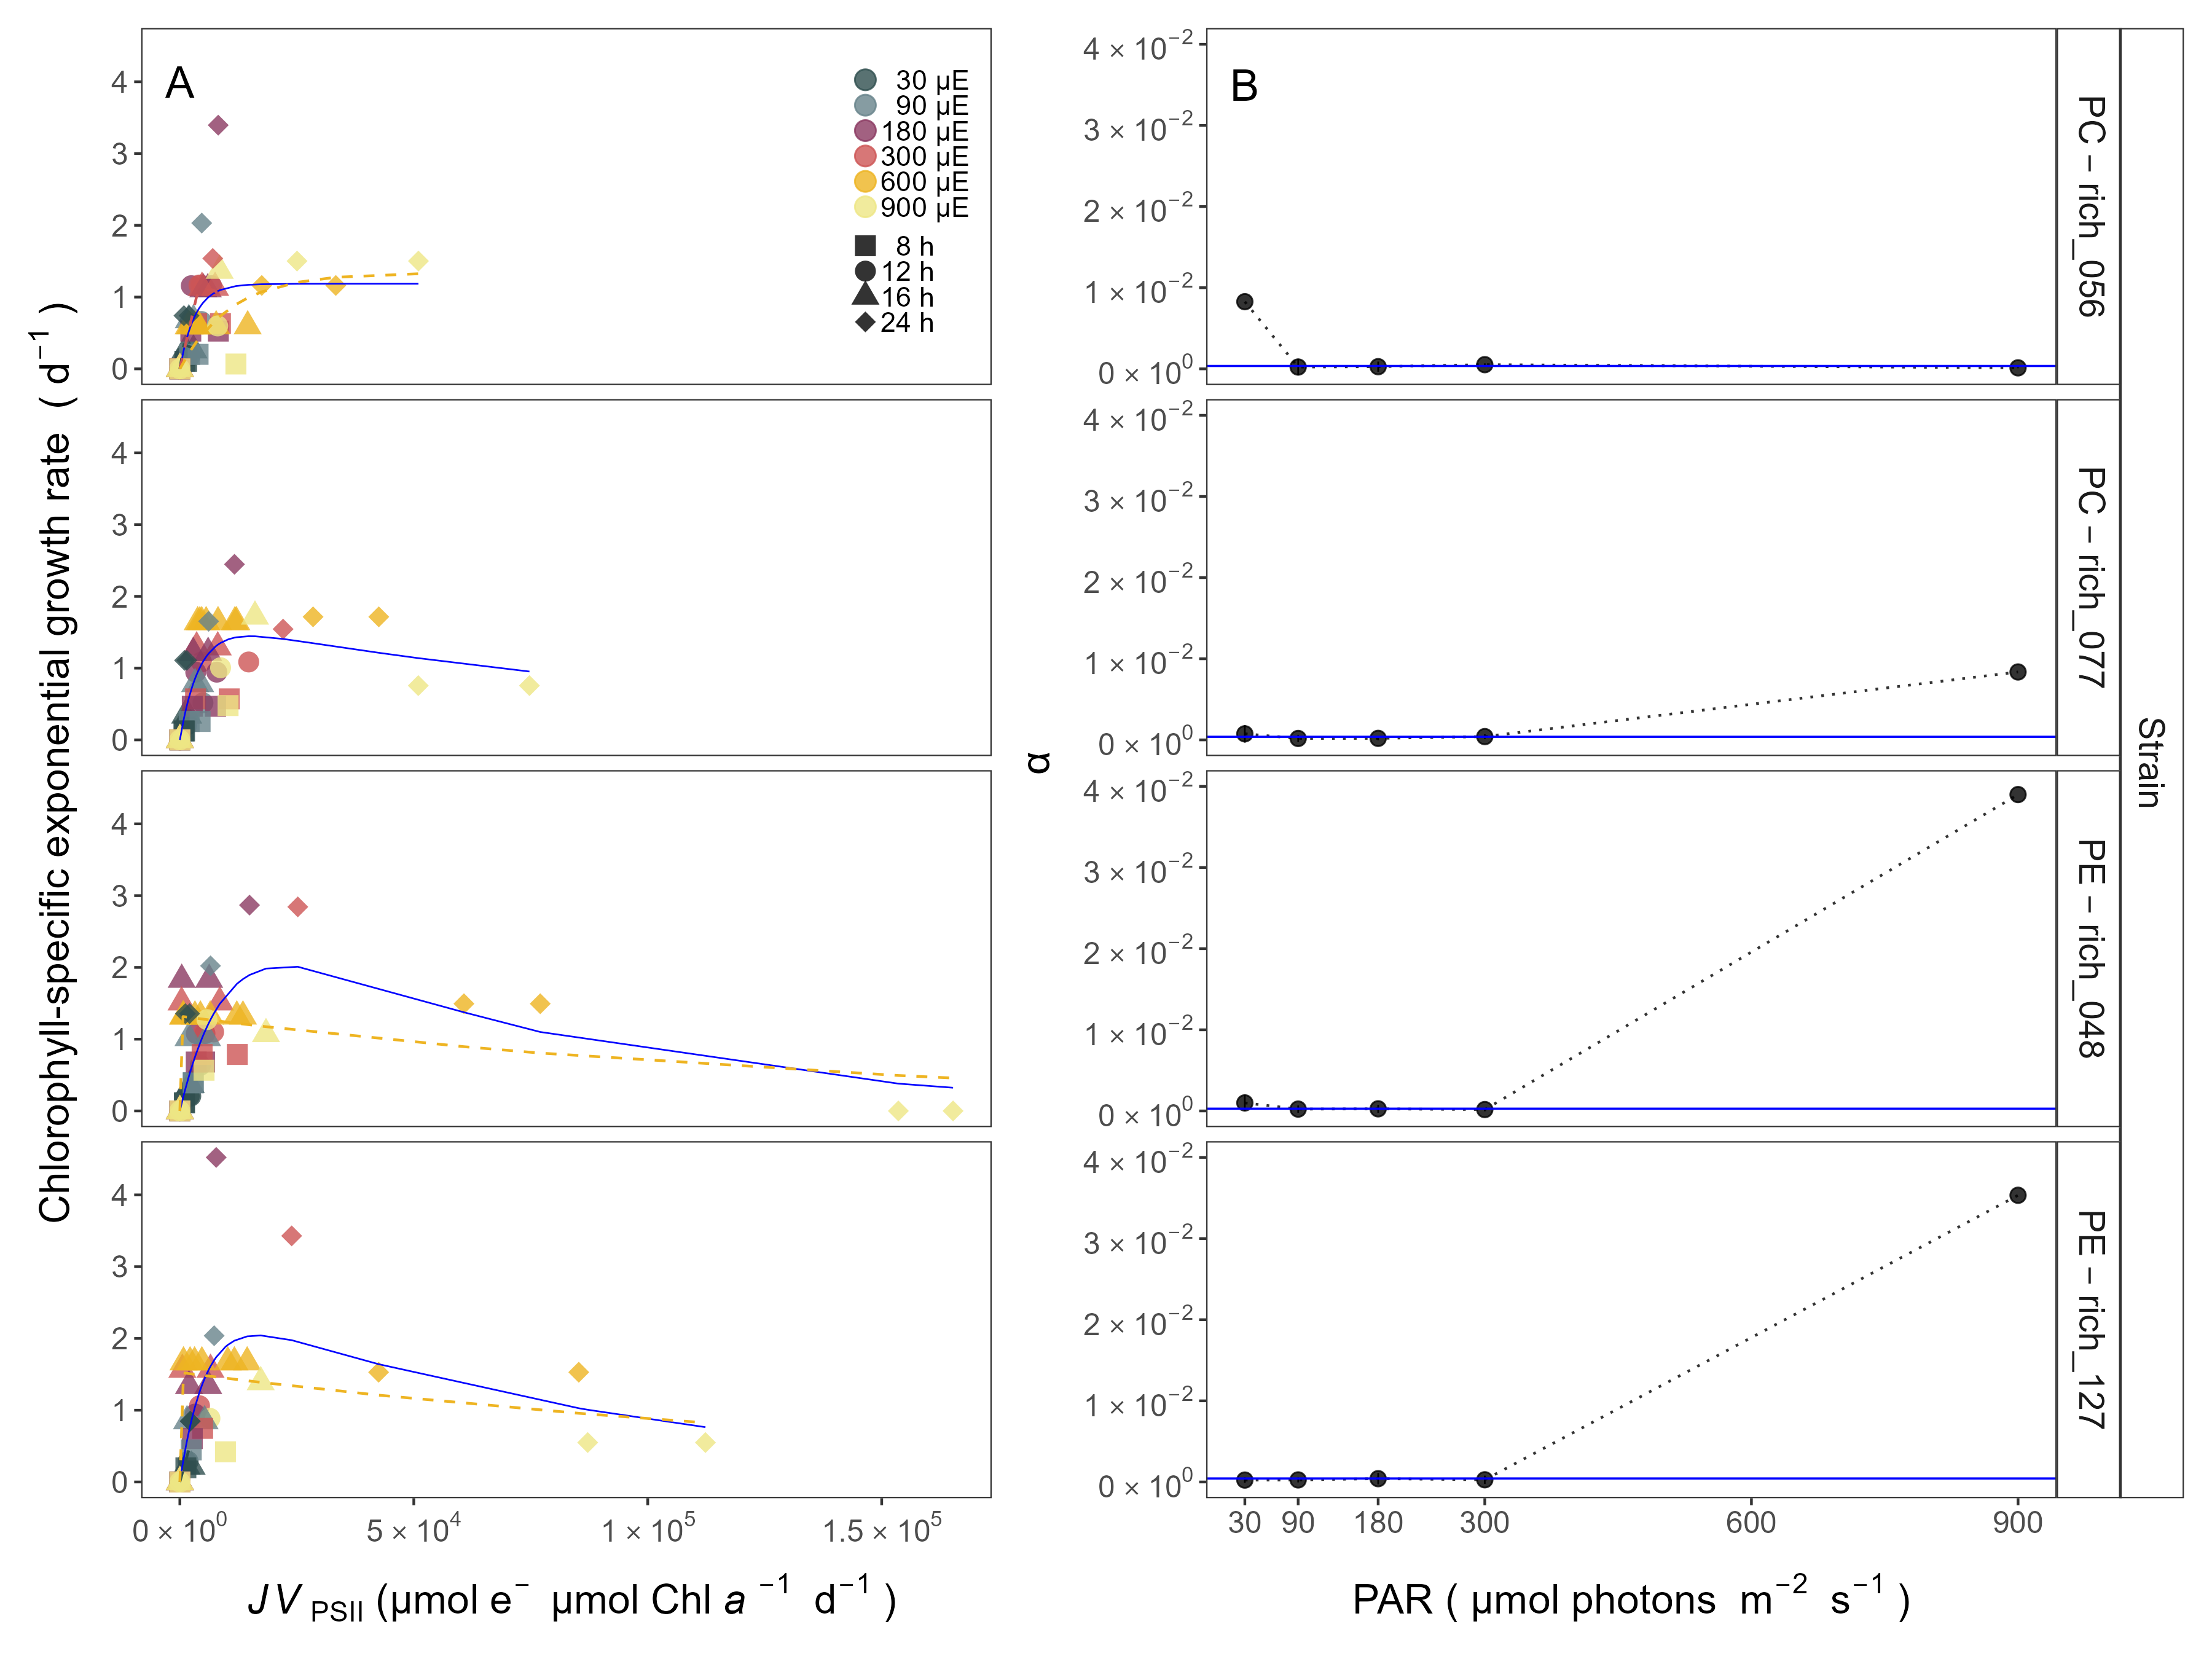 A
30 µE
90 µE
180 µE
300 µE
600 µE
900 µE
8 h
12 h
16 h
24 h
4
3
2
1
0
4
3
2
1
0
4
3
2
1
0
4
3
2
1
0
Chlorophyll-specific exponential growth rate ( d⁻¹ )
0 × 10⁰ 5 × 10⁴ 1 × 10⁵ 1.5 × 10⁵
J V PSII (µmol e⁻ µmol Chl a ⁻¹ d⁻¹ )
B
4 × 10⁻²
3 × 10⁻²
2 × 10⁻²
1 × 10⁻²
0 × 10⁰
4 × 10⁻²
3 × 10⁻²
2 × 10⁻²
1 × 10⁻²
0 × 10⁰
4 × 10⁻²
3 × 10⁻²
2 × 10⁻²
1 × 10⁻²
0 × 10⁰
4 × 10⁻²
3 × 10⁻²
2 × 10⁻²
1 × 10⁻²
0 × 10⁰
α
30 90 180 300 600 900
PAR ( µmol photons m⁻² s⁻¹ )
PC − rich_056
PC − rich_077
PE − rich_048
PE − rich_127
Strain